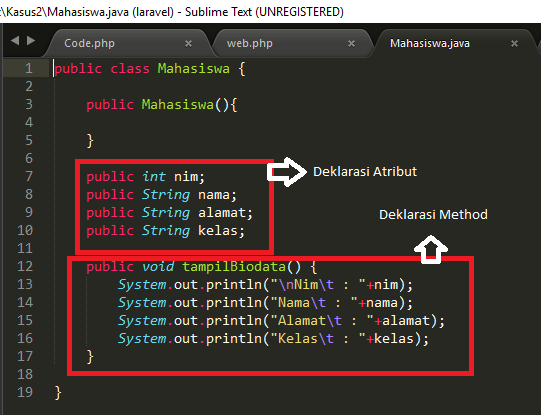 :\Kasus2\Mahasiswa.java (laravel) - Sublime Text (UNREGISTERED)
Code.php × web.php × Mahasiswa.java ×
1 public class Mahasiswa {
2
3 public Mahasiswa(){
4
5 }
6
7 public int nim;
Deklarasi Atribut
8 public String nama;
9 public String alamat;
Deklarasi Method
10 public String kelas;
11
12 public void tampilBiodata() {
13 System.out.println("\nNim\t : "+nim);
14 System.out.println("Nama\t : "+nama);
15 System.out.println("Alamat\t : "+alamat);
16 System.out.println("Kelas\t : "+kelas);
17 }
18
19 }